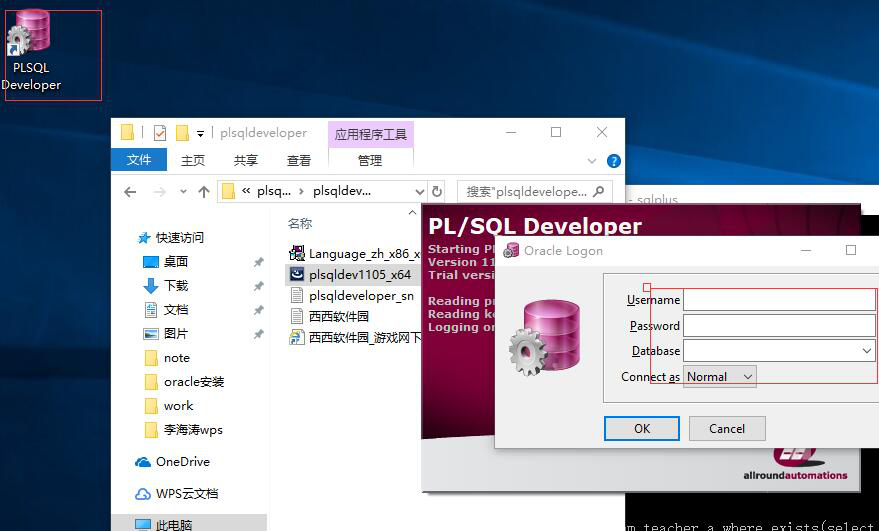 PLSQL
Developer
plsqldeveloper
应用程序工具
文件
主页
共享
查看
管理
« plsq... › plsqldev...
搜索"plsqldevelope...
- sqlplus
快速访问
桌面
下载
文档
图片
note
oracle安装
work
李海涛wps
OneDrive
WPS云文档
此电脑
名称
Language_zh_x86_x
plsqldev1105_x64
plsqldeveloper_sn
西西软件园
西西软件园_游戏网下
PL/SQL Developer
Starting Pl
Version 11
Trial versi
Reading pr
Reading ke
Logging on
Oracle Logon
Username
Password
Database
Connect as Normal
OK
Cancel
allroundautomations
m teacher a where exists(select